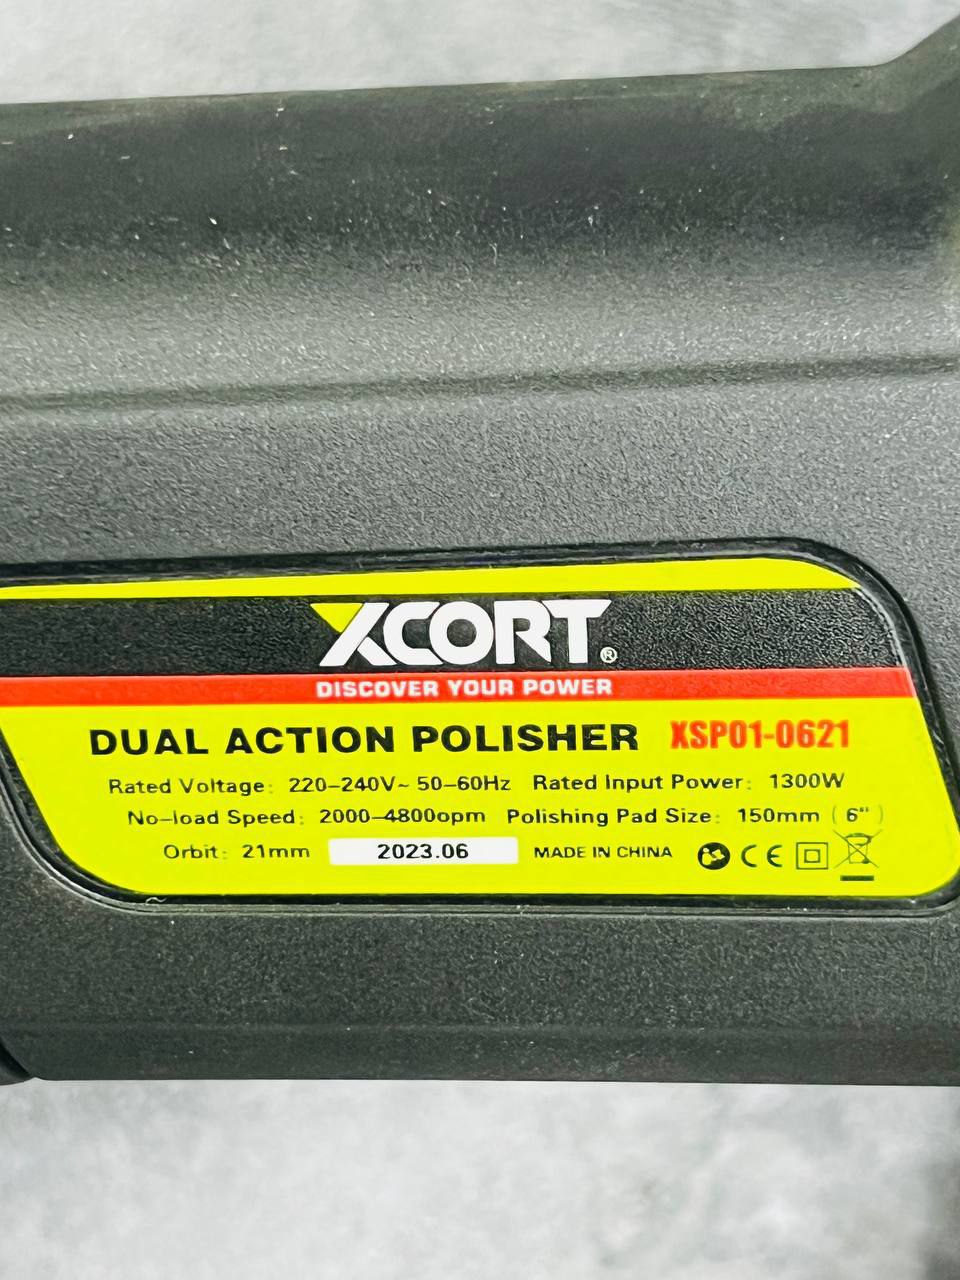 XCORT®
DISCOVER YOUR POWER
DUAL ACTION POLISHER XSP01-0621
Rated Voltage: 220-240V~ 50-60Hz Rated Input Power: 1300W
No-load Speed: 2000-4800opm Polishing Pad Size: 150mm (6")
Orbit: 21mm 2023.06 MADE IN CHINA CE